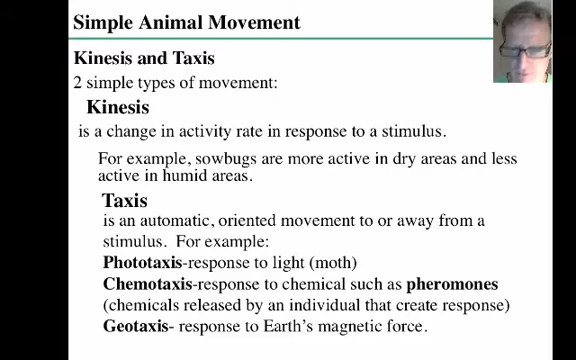 Simple Animal Movement
Kinesis and Taxis
2 simple types of movement:
Kinesis
is a change in activity rate in response to a stimulus.
For example, sowbugs are more active in dry areas and less
active in humid areas.
Taxis
is an automatic, oriented movement to or away from a
stimulus. For example:
Phototaxis-response to light (moth)
Chemotaxis-response to chemical such as pheromones
(chemicals released by an individual that create response)
Geotaxis- response to Earth's magnetic force.